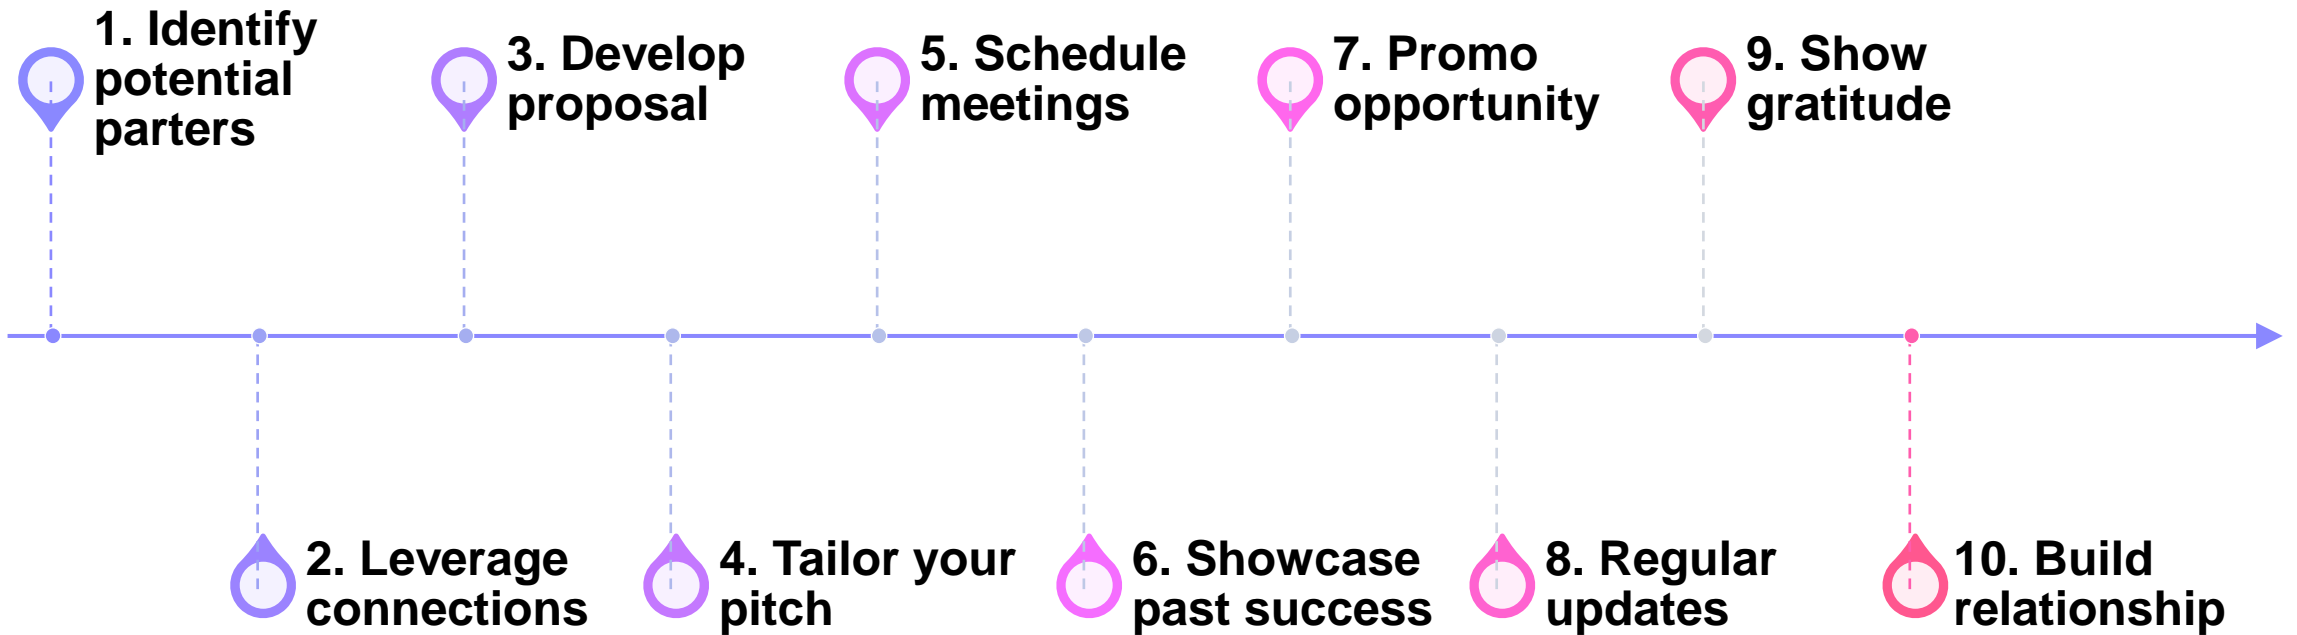 1. Identify
potential
parters
2. Leverage
connections
3. Develop
proposal
4. Tailor your
pitch
5. Schedule
meetings
6. Showcase
past success
7. Promo
opportunity
8. Regular
updates
9. Show
gratitude
10. Build
relationship